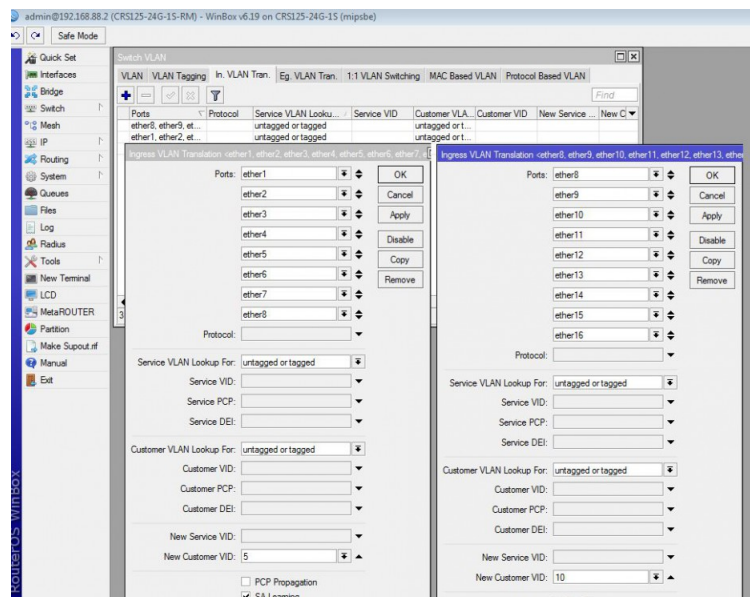 admin@192.168.88.2 (CRS125-24G-1S-RM) - WinBox v6.19 on CRS125-24G-1S (mipsbe)
Safe Mode
Quick Set
Interfaces
Bridge
Switch
Mesh
IP
Routing
System
Queues
Files
Log
Radius
Tools
New Terminal
LCD
MetaROUTER
Partition
Make Supout.rif
Manual
Exit
RouterOS WinBox
Switch VLAN
VLAN VLAN Tagging In. VLAN Tran. Eg. VLAN Tran. 1:1 VLAN Switching MAC Based VLAN Protocol Based VLAN
Find
Ports Protocol Service VLAN Looku... Service VID Customer VLA... Customer VID New Service ... New C
ether8, ether9, et... untagged or tagged untagged or t...
ether1, ether2, et... untagged or tagged untagged or t...
3
Ingress VLAN Translation <ether1, ether2, ether3, ether4, ether5, ether6, ether7, e
Ports: ether1 OK
ether2 Cancel
ether3 Apply
ether4 Disable
ether5 Copy
ether6 Remove
ether7
ether8
Protocol:
Service VLAN Lookup For: untagged or tagged
Service VID:
Service PCP:
Service DEI:
Customer VLAN Lookup For: untagged or tagged
Customer VID:
Customer PCP:
Customer DEI:
New Service VID:
New Customer VID: 5
PCP Propagation
SA Learning
Ingress VLAN Translation <ether8, ether9, ether10, ether11, ether12, ether13, ether
Ports: ether8 OK
ether9 Cancel
ether10 Apply
ether11 Disable
ether12 Copy
ether13 Remove
ether14
ether15
ether16
Protocol:
Service VLAN Lookup For: untagged or tagged
Service VID:
Service PCP:
Service DEI:
Customer VLAN Lookup For: untagged or tagged
Customer VID:
Customer PCP:
Customer DEI:
New Service VID:
New Customer VID: 10